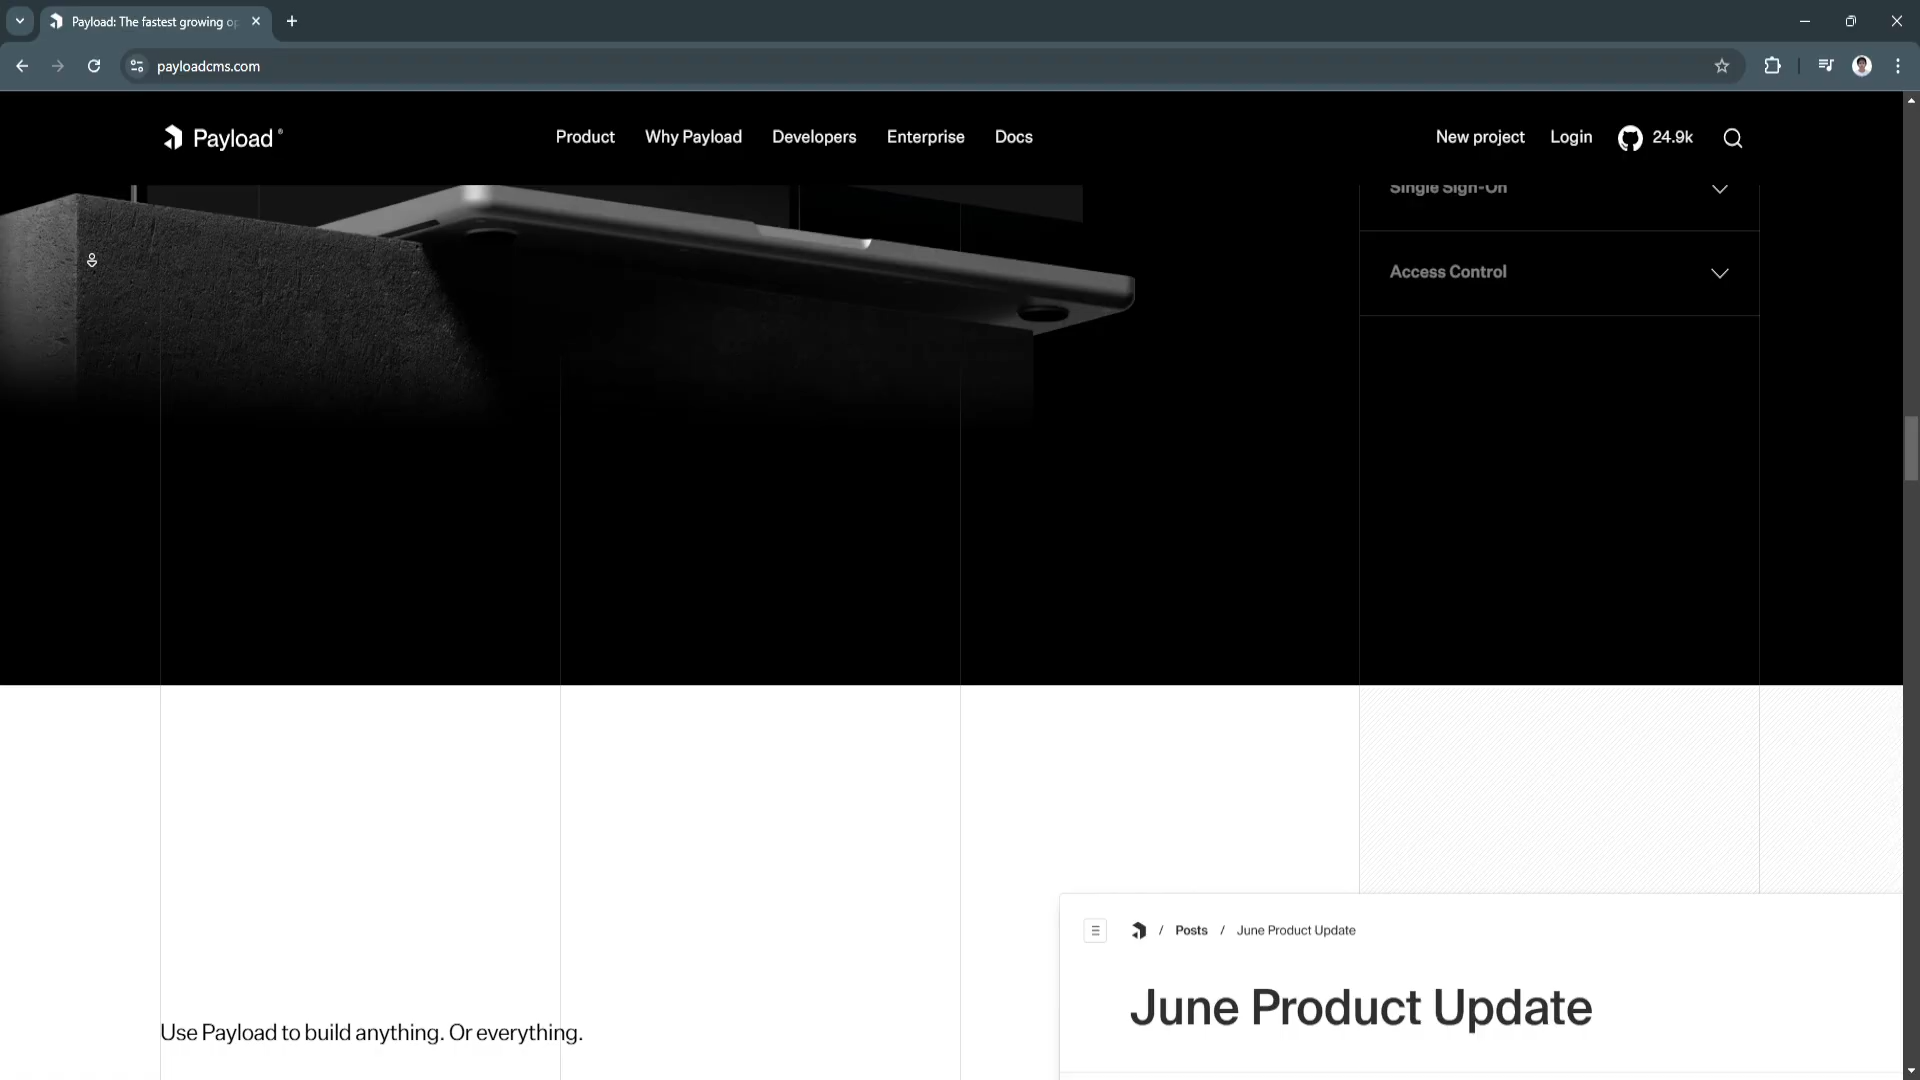 Payload: The fastest growing op
payloadcms.com
Payload®
Product
Why Payload
Developers
Enterprise
Docs
New project
Login
24.9k
Single Sign-On
Access Control
/ Posts / June Product Update
June Product Update
Use Payload to build anything. Or everything.